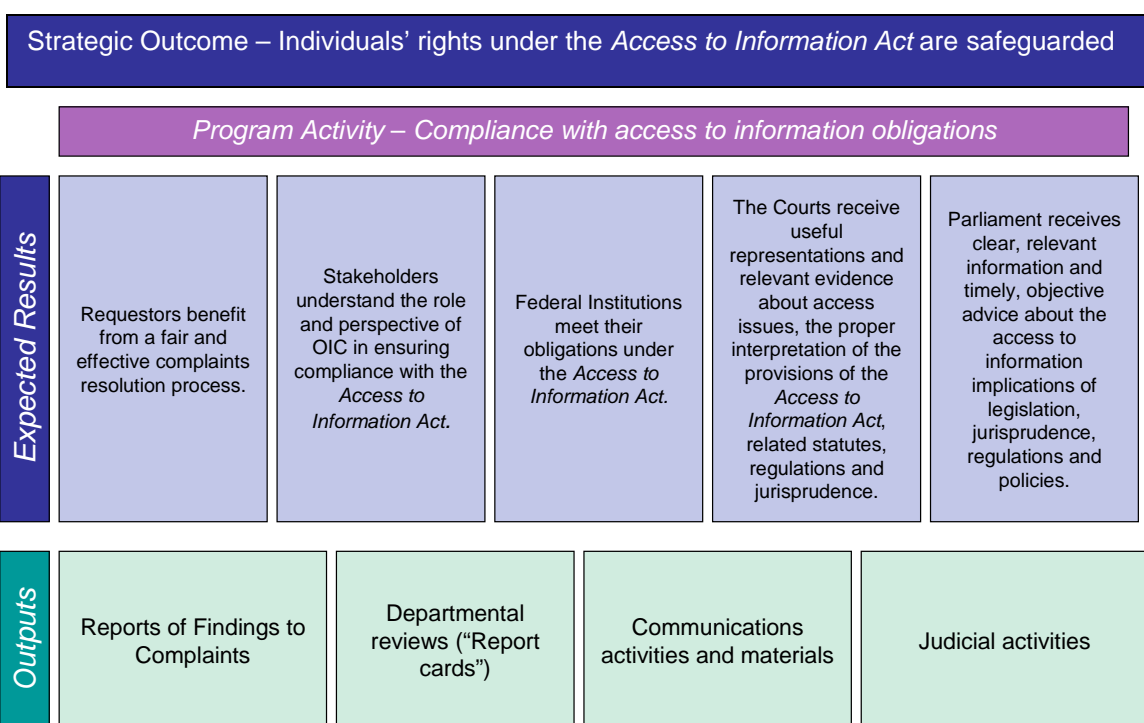 Strategic Outcome – Individuals’ rights under the Access to Information Act are safeguarded
Program Activity – Compliance with access to information obligations
Expected Results
Requestors benefit
from a fair and
effective complaints
resolution process.
Stakeholders
understand the role
and perspective of
OIC in ensuring
compliance with the
Access to
Information Act.
Federal Institutions
meet their
obligations under
the Access to
Information Act.
The Courts receive
useful
representations and
relevant evidence
about access
issues, the proper
interpretation of the
provisions of the
Access to
Information Act,
related statutes,
regulations and
jurisprudence.
Parliament receives
clear, relevant
information and
timely, objective
advice about the
access to
information
implications of
legislation,
jurisprudence,
regulations and
policies.
Outputs
Reports of Findings to
Complaints
Departmental
reviews (“Report
cards”)
Communications
activities and materials
Judicial activities